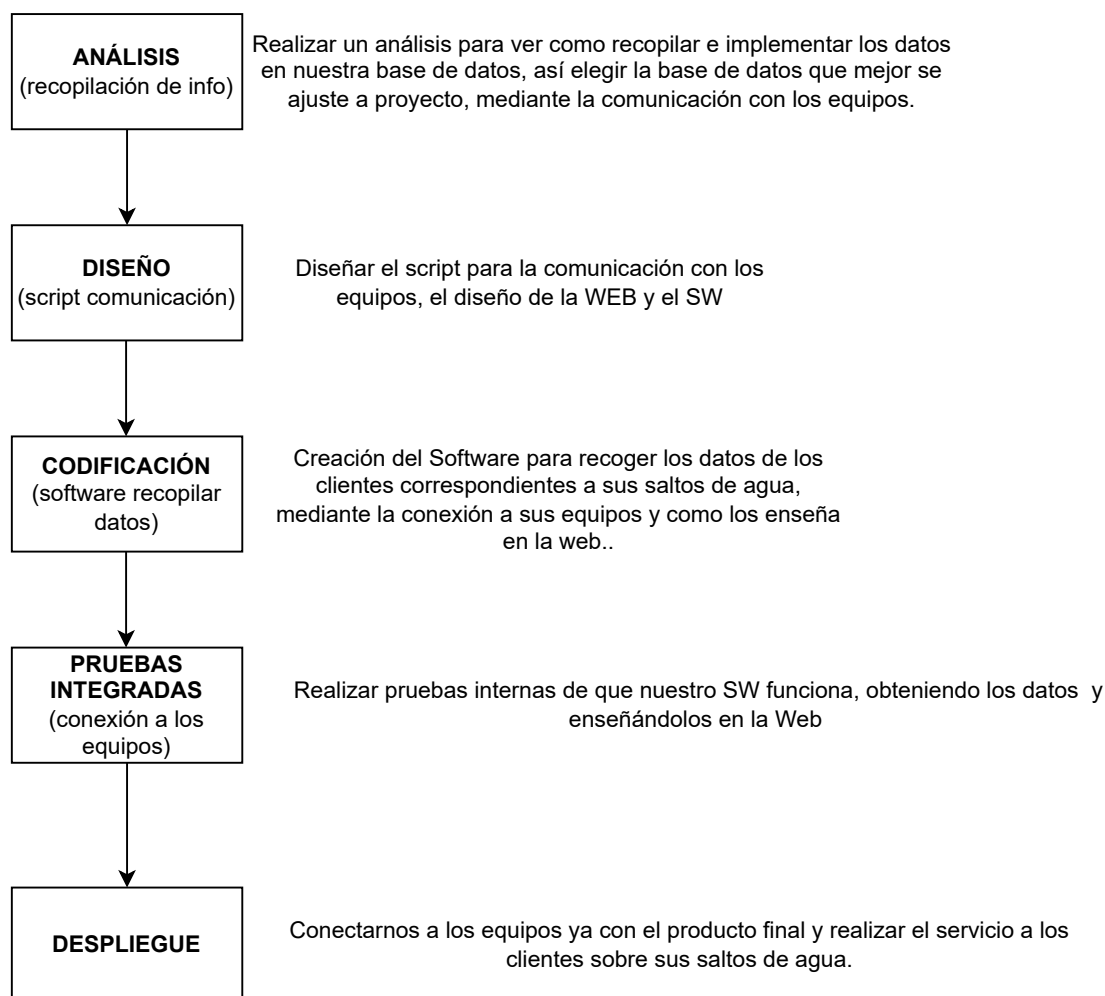 ANÁLISIS
(recopilación de info)
Realizar un análisis para ver como recopilar e implementar los datos
en nuestra base de datos, así elegir la base de datos que mejor se
ajuste a proyecto, mediante la comunicación con los equipos.
DISEÑO
(script comunicación)
Diseñar el script para la comunicación con los
equipos, el diseño de la WEB y el SW
CODIFICACIÓN
(software recopilar
datos)
Creación del Software para recoger los datos de los
clientes correspondientes a sus saltos de agua,
mediante la conexión a sus equipos y como los enseña
en la web..
PRUEBAS
INTEGRADAS
(conexión a los
equipos)
Realizar pruebas internas de que nuestro SW funciona, obteniendo los datos y
enseñándolos en la Web
DESPLIEGUE
Conectarnos a los equipos ya con el producto final y realizar el servicio a los
clientes sobre sus saltos de agua.